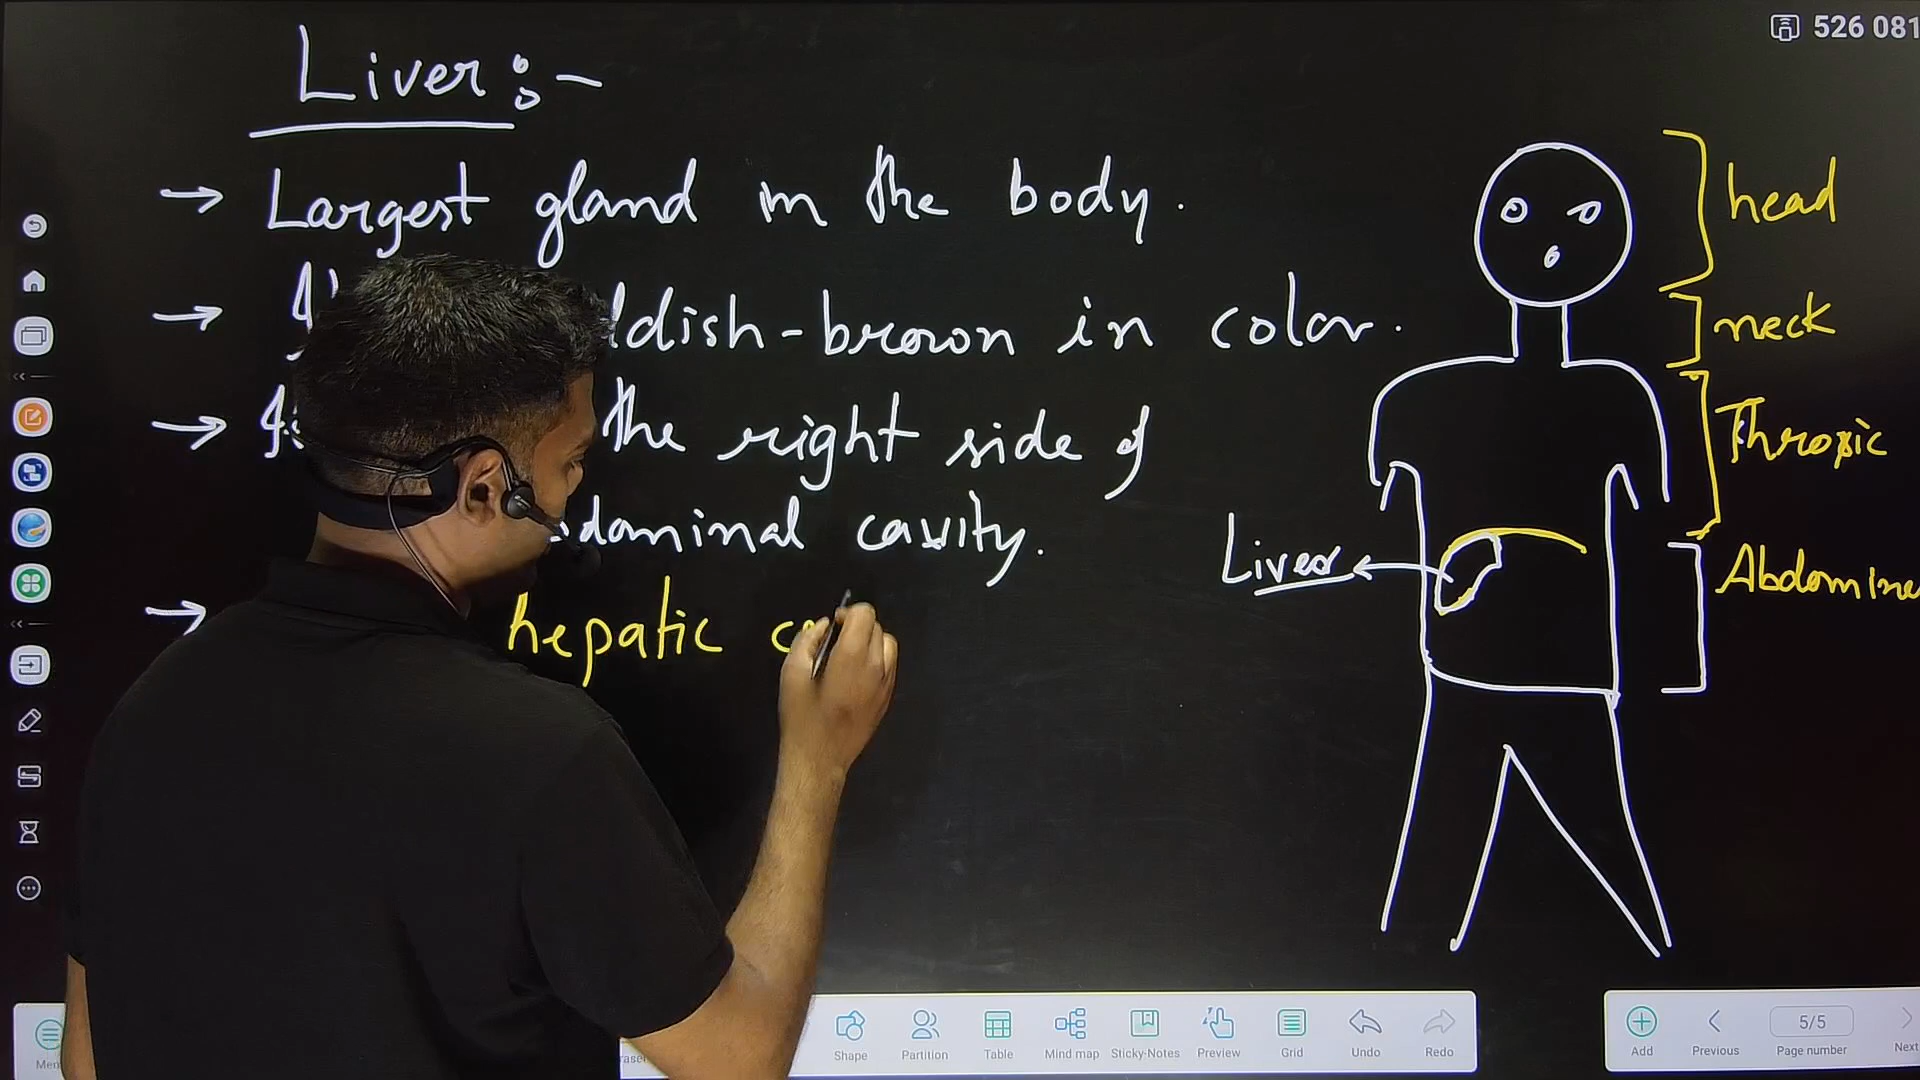 526 081
Liver :-
→ Largest gland in the body.
→ ddish-brown in color.
→ the right side of
abdominal cavity.
→ hepatic
head
neck
Throxic
Abdomine
Liver
Shape
Partition
Table
Mind map
Sticky-Notes
Preview
Grid
Undo
Redo
Add
Previous
5/5
Page number
Next